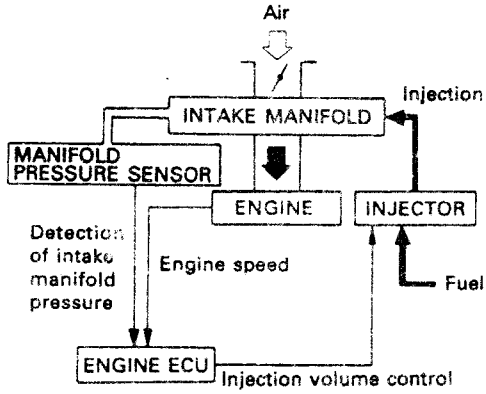 Air
Injection
INTAKE MANIFOLD
MANIFOLD
PRESSURE SENSOR
ENGINE
INJECTOR
Detection
of intake
manifold
pressure
Engine speed
Fuel
ENGINE ECU
Injection volume control